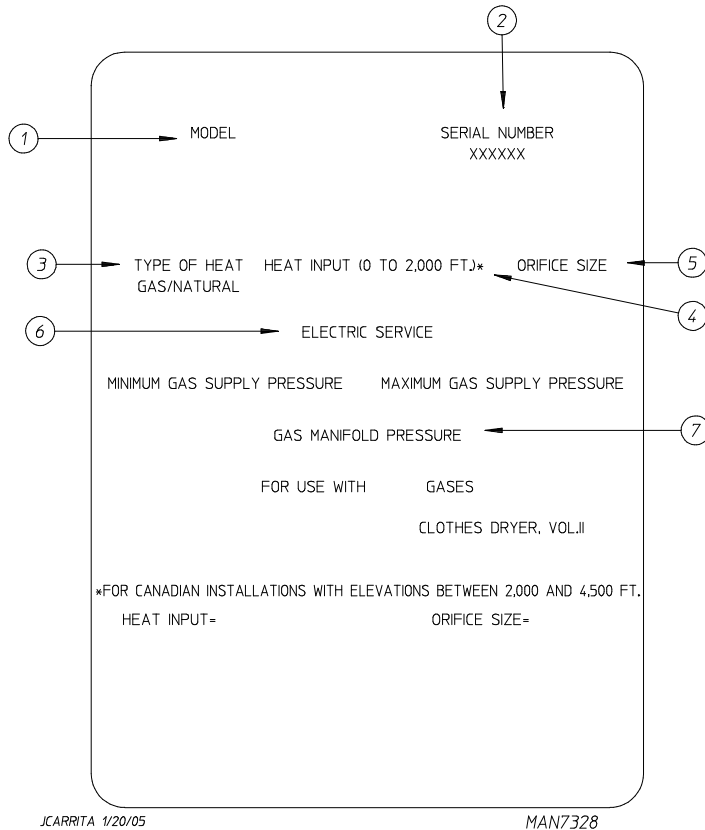 2
1 MODEL SERIAL NUMBER
XXXXXX
3 TYPE OF HEAT HEAT INPUT (0 TO 2,000 FT.)* ORIFICE SIZE 5
GAS/NATURAL
4
6 ELECTRIC SERVICE
MINIMUM GAS SUPPLY PRESSURE MAXIMUM GAS SUPPLY PRESSURE
GAS MANIFOLD PRESSURE 7
FOR USE WITH GASES
CLOTHES DRYER, VOL.II
*FOR CANADIAN INSTALLATIONS WITH ELEVATIONS BETWEEN 2,000 AND 4,500 FT.
HEAT INPUT= ORIFICE SIZE=
JCARRITA 1/20/05 MAN7328